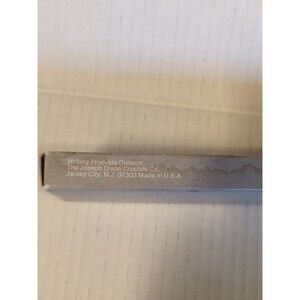 Writing Products Division
The Joseph Dixon Crucible Co.
Jersey City, N.J. 07303 Made in U.S.A.